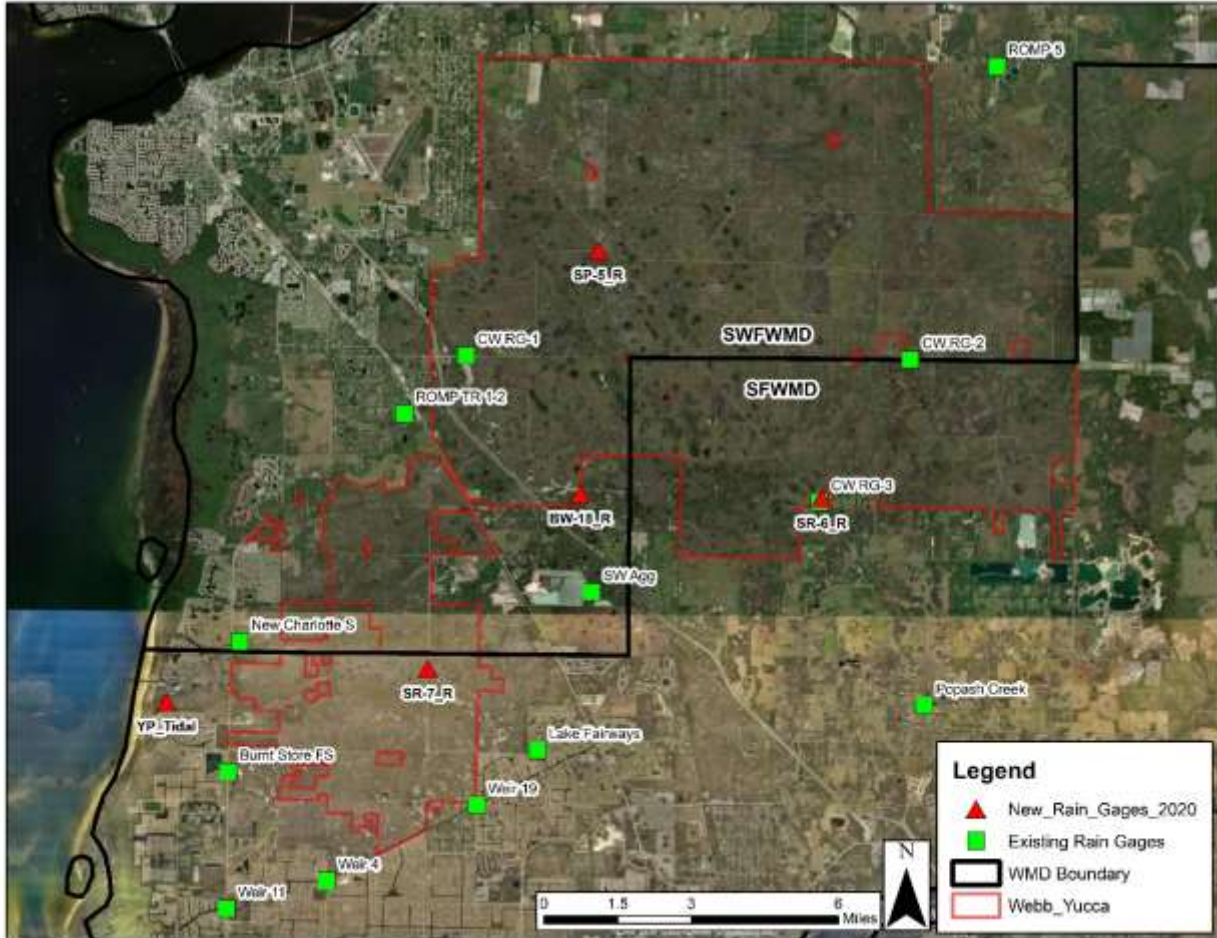 ROMP 5
SP-5_R
SWFWMD
CW RG-1
CW RG-2
SFWMD
ROMP TR 1-2
CW RG-3
BW-18_R
SR-6_R
SW Agg
New Charlotte S
SR-7_R
Popash Creek
YP_Tidal
Lake Fairways
Burnt Store FS
Weir 19
Weir 4
Weir 11
Legend
New_Rain_Gages_2020
Existing Rain Gages
WMD Boundary
Webb_Yucca
N
0 1.5 3 6
Miles